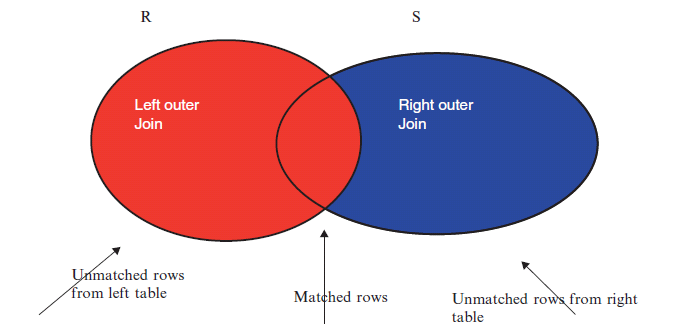 R
S
Left outer
Join
Right outer
Join
Unmatched rows
from left table
Matched rows
Unmatched rows from right
table